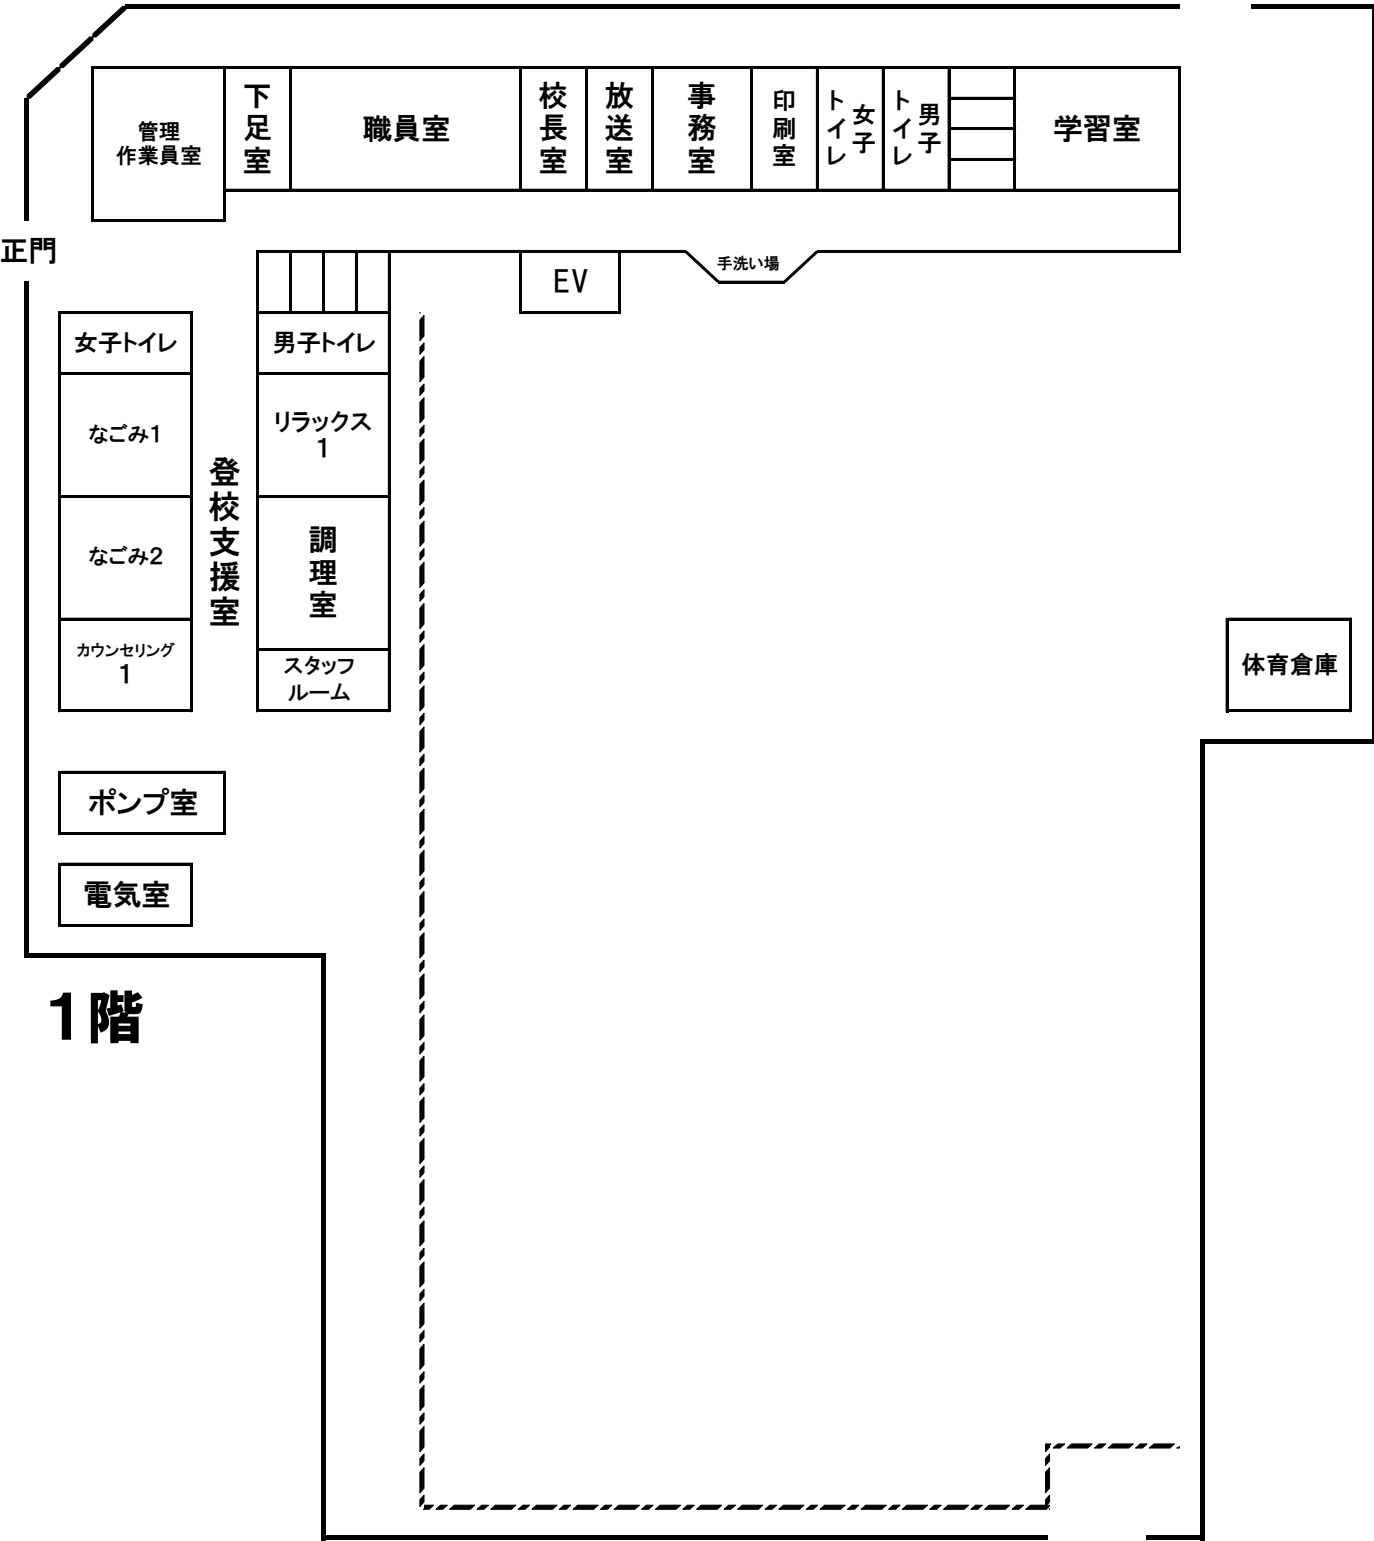 管理
作業員室
下足室
職員室
校長室
放送室
事務室
印刷室
女子
トイレ
男子
トイレ
学習室
正門
EV
手洗い場
女子トイレ
男子トイレ
なごみ1
リラックス
1
登校支援室
なごみ2
調理室
カウンセリング
1
スタッフ
ルーム
体育倉庫
ポンプ室
電気室
1階